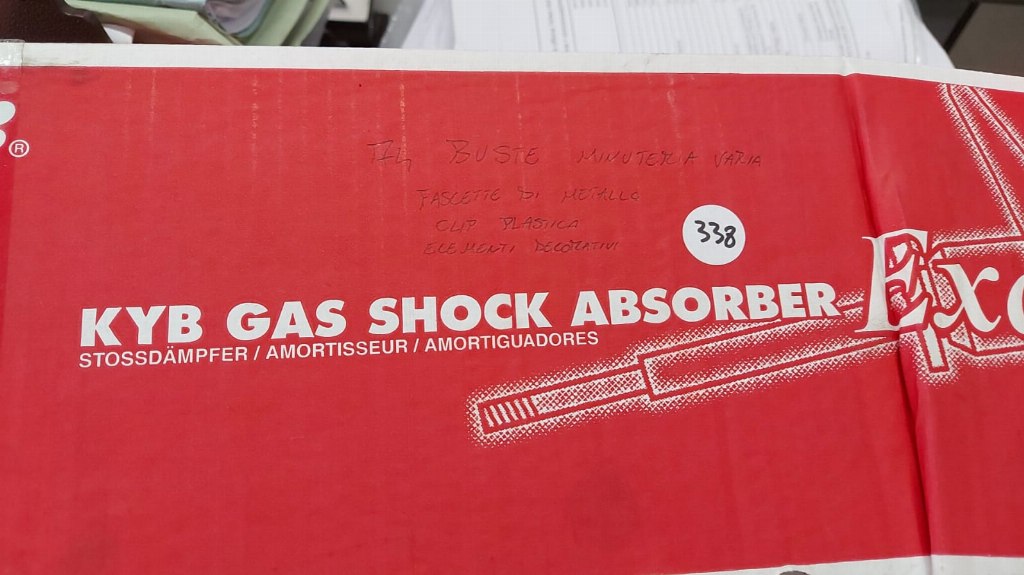 ®
BUSTE MINUTERIA VARIA
FASCETTE DI METALLO
CLIP PLASTICA
ELEMENTI DECORATIVI
338
KYB GAS SHOCK ABSORBER
STOSSDÄMPFER / AMORTISSEUR / AMORTIGUADORES